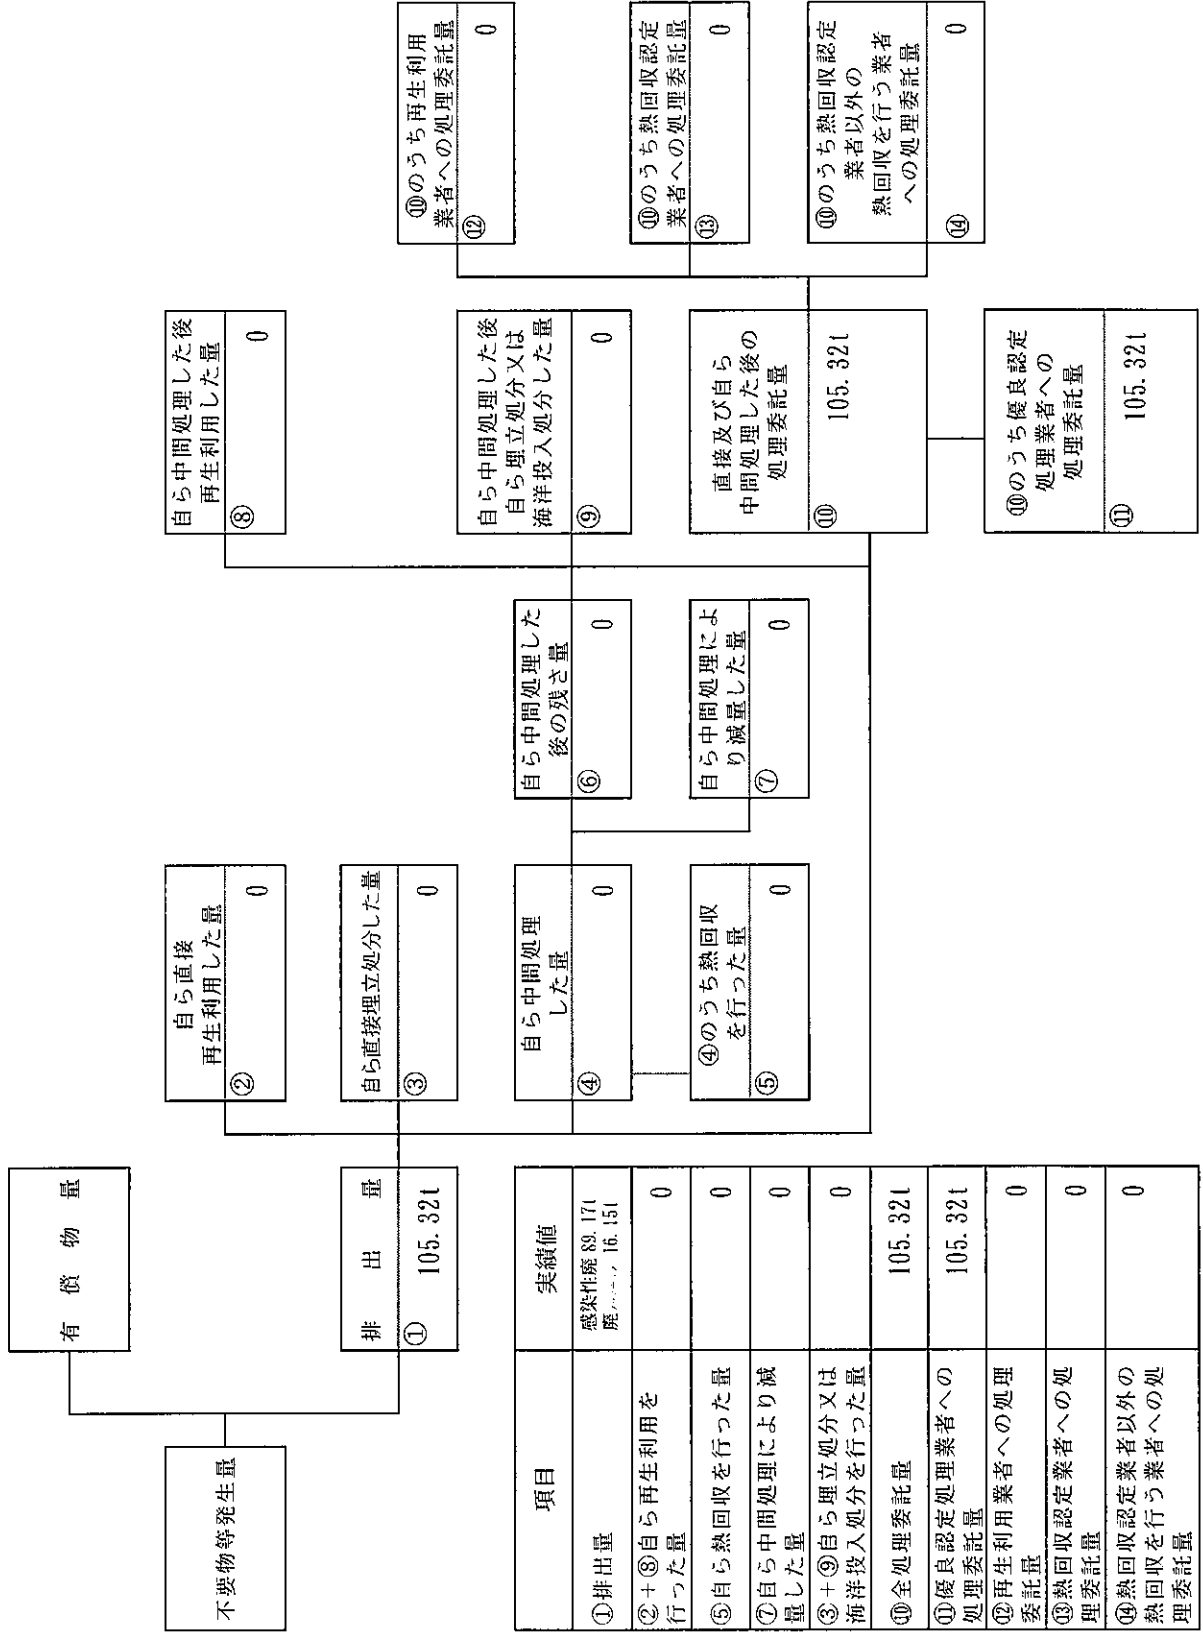 不要物等発生量
有償物量
排出量
① 105.32t
自ら直接
再生利用した量
② 0
自ら直接埋立処分した量
③ 0
自ら中間処理
した量
④ 0
④のうち熱回収
を行った量
⑤ 0
自ら中間処理した
後の残さ量
⑥ 0
自ら中間処理によ
り減量した量
⑦ 0
自ら中間処理した後
再生利用した量
⑧ 0
自ら中間処理した後
自ら埋立処分又は
海洋投入処分した量
⑨ 0
直接及び自ら
中間処理した後の
処理委託量
⑩ 105.32t
⑩のうち優良認定
処理業者への
処理委託量
⑪ 105.32t
⑩のうち再生利用
業者への処理委託量
⑫ 0
⑩のうち熱回収認定
業者への処理委託量
⑬ 0
⑩のうち熱回収認定
業者以外の
熱回収を行う業者
への処理委託量
⑭ 0
項目 実績値
①排出量
感染性廃 89.17t
廃 16.15t
②+⑧自ら再生利用を
行った量 0
⑤自ら熱回収を行った量 0
⑦自ら中間処理により減
量した量 0
③+⑨自ら埋立処分又は
海洋投入処分を行った量 0
⑩全処理委託量 105.32t
⑪優良認定処理業者への
処理委託量 105.32t
⑫再生利用業者への処理
委託量 0
⑬熱回収認定業者への処
理委託量 0
⑭熱回収認定業者以外の
熱回収を行う業者への処
理委託量 0